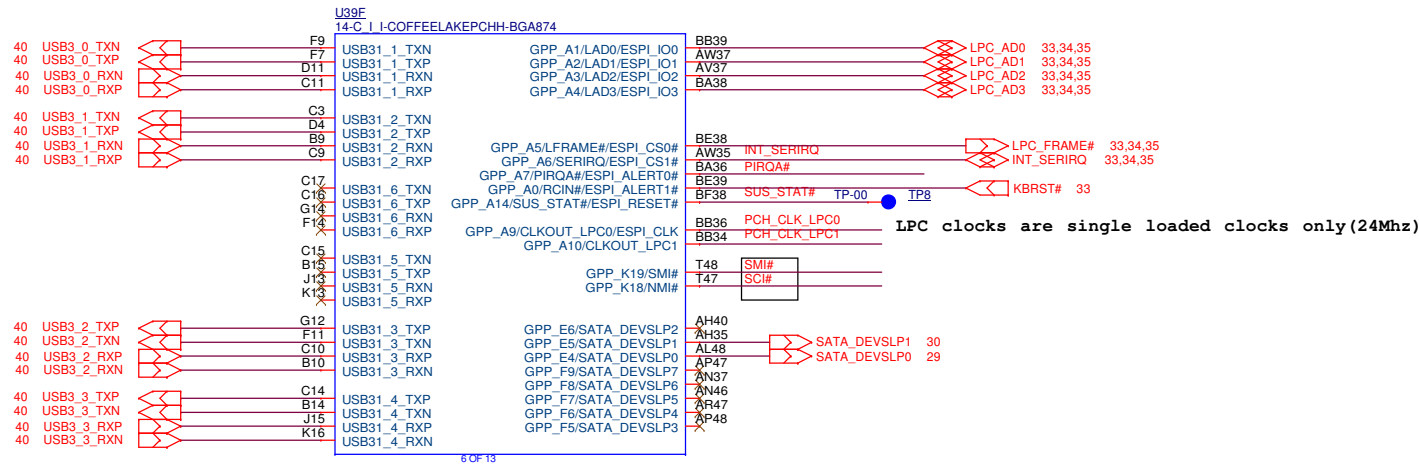 U39F
14-C_I_I-COFFEELAKEPCHH-BGA874
40 USB3_0_TXN F9 USB31_1_TXN GPP_A1/LAD0/ESPI_IO0 BB39 LPC_AD0 33,34,35
40 USB3_0_TXP F7 USB31_1_TXP GPP_A2/LAD1/ESPI_IO1 AW37 LPC_AD1 33,34,35
40 USB3_0_RXN D11 USB31_1_RXN GPP_A3/LAD2/ESPI_IO2 AV37 LPC_AD2 33,34,35
40 USB3_0_RXP C11 USB31_1_RXP GPP_A4/LAD3/ESPI_IO3 BA38 LPC_AD3 33,34,35
40 USB3_1_TXN C3 USB31_2_TXN
40 USB3_1_TXP D4 USB31_2_TXP
40 USB3_1_RXN B9 USB31_2_RXN GPP_A5/LFRAME#/ESPI_CS0# BE38 LPC_FRAME# 33,34,35
40 USB3_1_RXP C9 USB31_2_RXP GPP_A6/SERIRQ/ESPI_CS1# AW35 INT_SERIRQ INT_SERIRQ 33,34,35
GPP_A7/PIRQA#/ESPI_ALERT0# BA36 PIRQA#
C17 USB31_6_TXN GPP_A0/RCIN#/ESPI_ALERT1# BE39 KBRST# 33
C16 USB31_6_TXP GPP_A14/SUS_STAT#/ESPI_RESET# BF38 SUS_STAT# TP-00 TP8
G14 USB31_6_RXN
F14 USB31_6_RXP GPP_A9/CLKOUT_LPC0/ESPI_CLK BB36 PCH_CLK_LPC0 LPC clocks are single loaded clocks only(24Mhz)
GPP_A10/CLKOUT_LPC1 BB34 PCH_CLK_LPC1
C15 USB31_5_TXN
B15 USB31_5_TXP GPP_K19/SMI# T48 SMI#
J13 USB31_5_RXN GPP_K18/NMI# T47 SCI#
K13 USB31_5_RXP
40 USB3_2_TXP G12 USB31_3_TXP GPP_E6/SATA_DEVSLP2 AH40
40 USB3_2_TXN F11 USB31_3_TXN GPP_E5/SATA_DEVSLP1 AH35 SATA_DEVSLP1 30
40 USB3_2_RXP C10 USB31_3_RXP GPP_E4/SATA_DEVSLP0 AL48 SATA_DEVSLP0 29
40 USB3_2_RXN B10 USB31_3_RXN GPP_F9/SATA_DEVSLP7 AP47
GPP_F8/SATA_DEVSLP6 AN37
40 USB3_3_TXP C14 USB31_4_TXP GPP_F7/SATA_DEVSLP5 AN46
40 USB3_3_TXN B14 USB31_4_TXN GPP_F6/SATA_DEVSLP4 AR47
40 USB3_3_RXP J15 USB31_4_RXP GPP_F5/SATA_DEVSLP3 AP48
40 USB3_3_RXN K16 USB31_4_RXN
6 OF 13